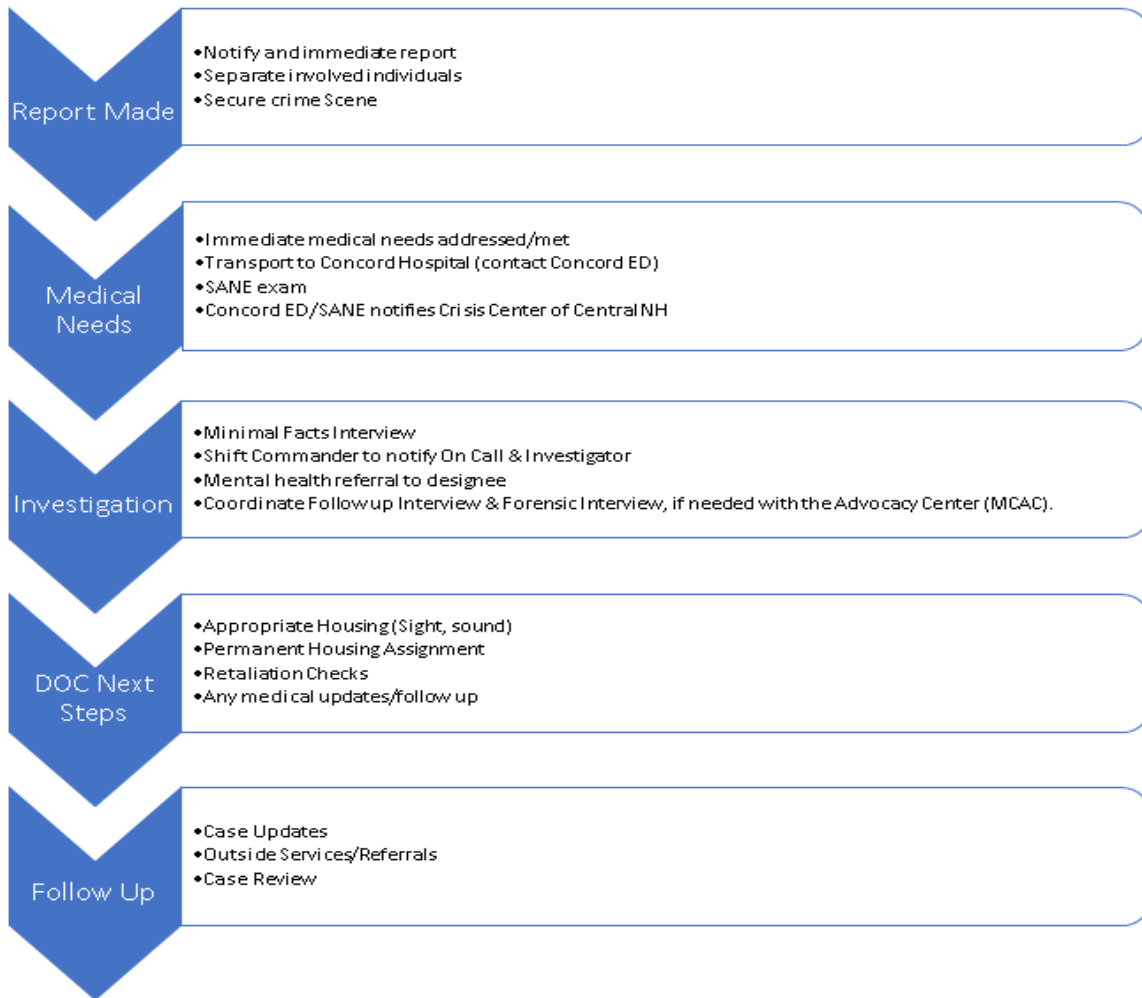 Report Made
•Notify and immediate report
•Separate involved individuals
•Secure crime Scene
Medical
Needs
•Immediate medical needs addressed/met
•Transport to Concord Hospital (contact Concord ED)
•SANE exam
•Concord ED/SANE notifies Crisis Center of Central NH
Investigation
•Minimal Facts Interview
•Shift Commander to notify On Call & Investigator
•Mental health referral to designee
•Coordinate Follow up Interview & Forensic Interview, if needed with the Advocacy Center (MCAC).
DOC Next
Steps
•Appropriate Housing (Sight, sound)
•Permanent Housing Assignment
•Retaliation Checks
•Any medical updates/follow up
Follow Up
•Case Updates
•Outside Services/Referrals
•Case Review